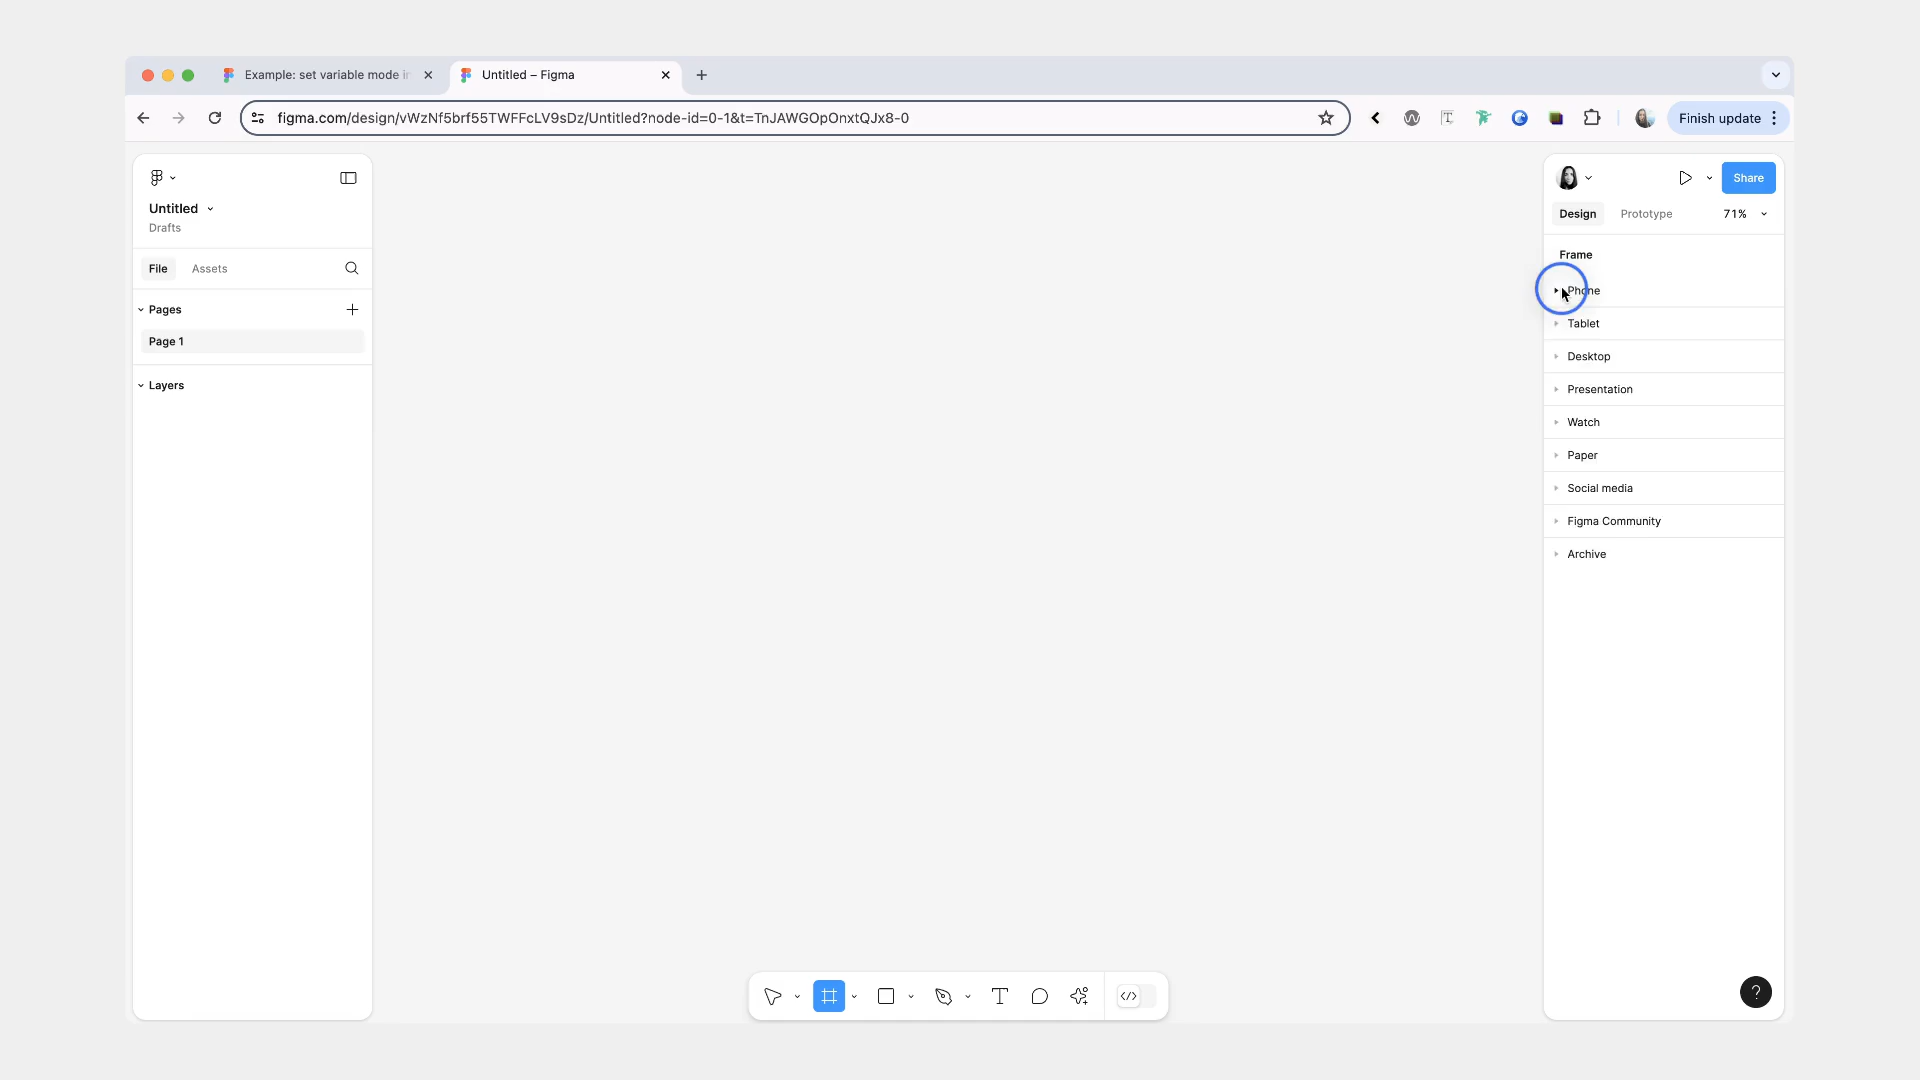 Example: set variable mode in
Untitled – Figma
figma.com/design/vWzNf5brf55TWFFcLV9sDz/Untitled?node-id=0-1&t=TnJAWGOpOnxtQJx8-0
Finish update
Untitled
Drafts
File
Assets
Pages
Page 1
Layers
Share
Design
Prototype
71%
Frame
Phone
Tablet
Desktop
Presentation
Watch
Paper
Social media
Figma Community
Archive
?